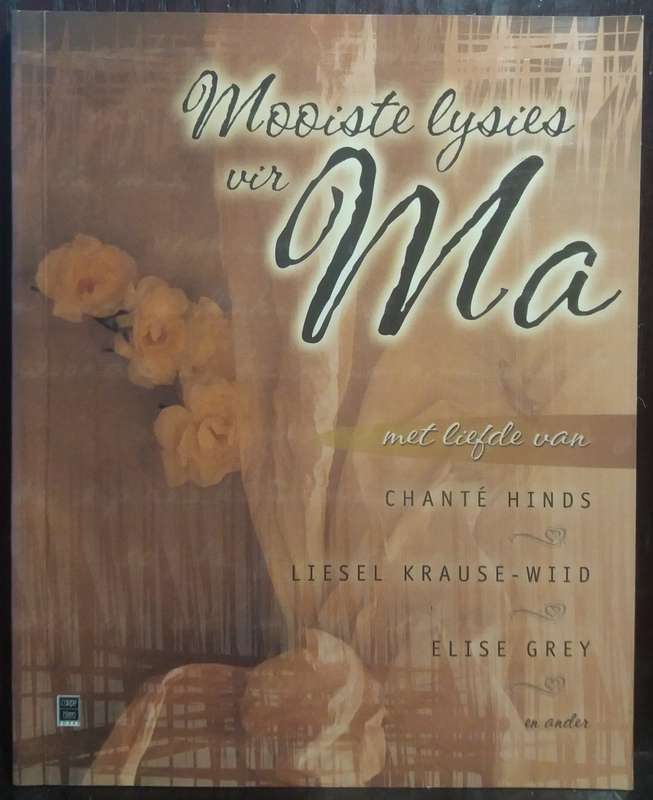 Mooiste lysies
vir
Ma
met liefde van
CHANTÉ HINDS
LIESEL KRAUSE-WIID
ELISE GREY
en ander